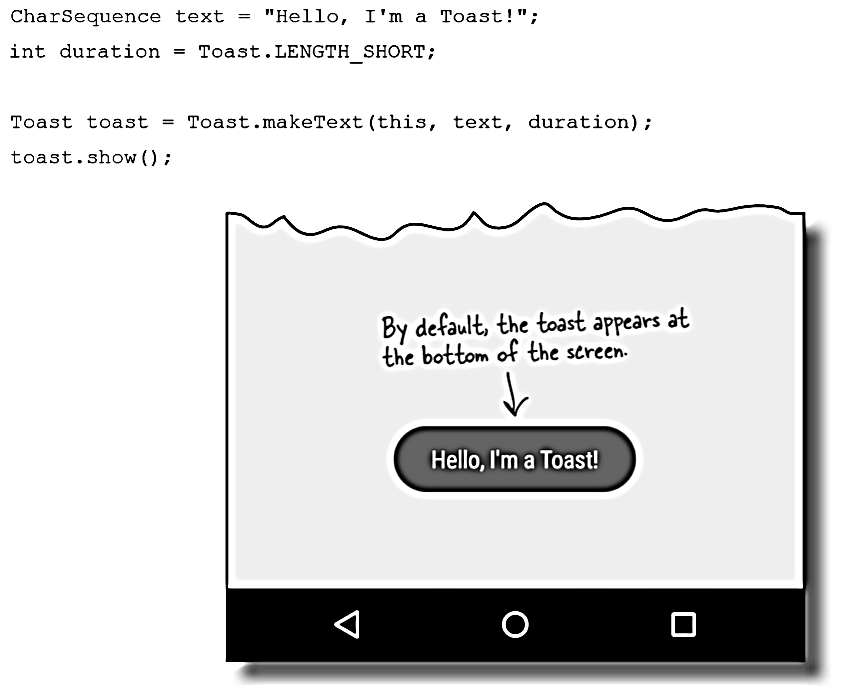 CharSequence text = "Hello, I'm a Toast!";
int duration = Toast.LENGTH_SHORT;
Toast toast = Toast.makeText(this, text, duration);
toast.show();
By default, the toast appears at
the bottom of the screen.
Hello, I'm a Toast!